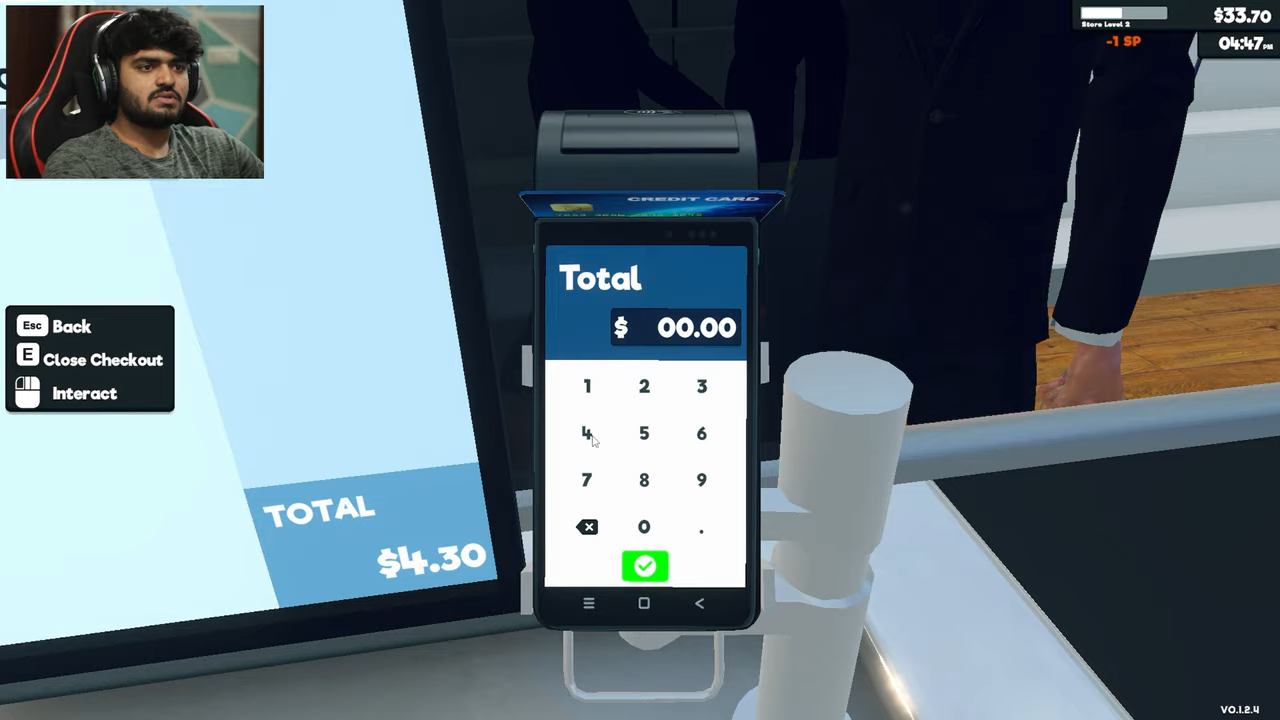 $33.70
Store Level 2
-1 SP
04:47PM
CREDIT CARD
Total
$ 00.00
Esc Back
E Close Checkout
Interact
1 2 3
4 5 6
7 8 9
0 .
TOTAL
$4.30
V0.1.2.4